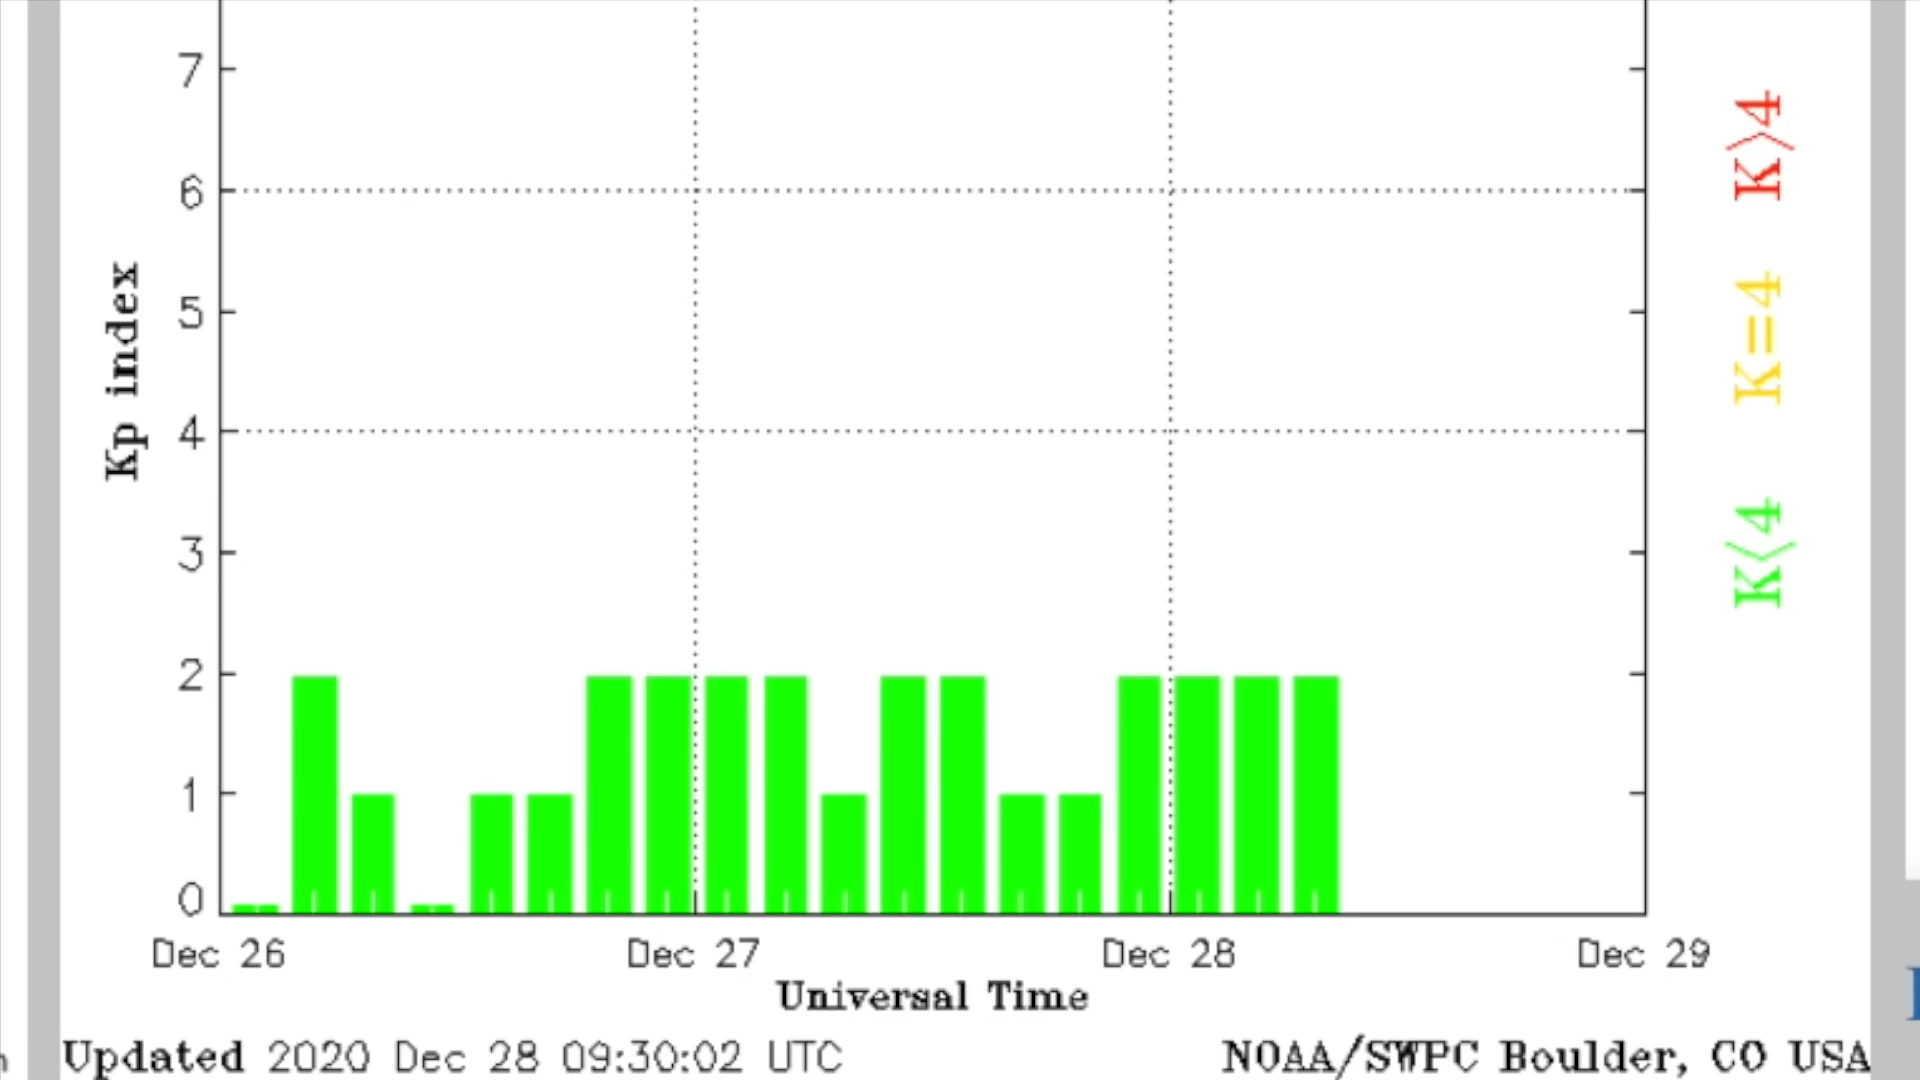 7
6
5
4
3
2
1
0
Kp index
K>4
K=4
K<4
Dec 26 Dec 27 Dec 28 Dec 29
Universal Time
Updated 2020 Dec 28 09:30:02 UTC
NOAA/SWPC Boulder, CO USA